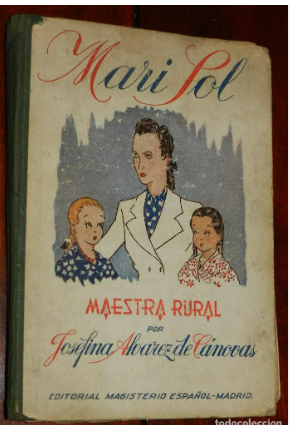 Mari Sol
MAESTRA RURAL
POR
Josefina Alvarez de Cánovas
EDITORIAL MAGISTERIO ESPAÑOL-MADRID.
todocoleccion